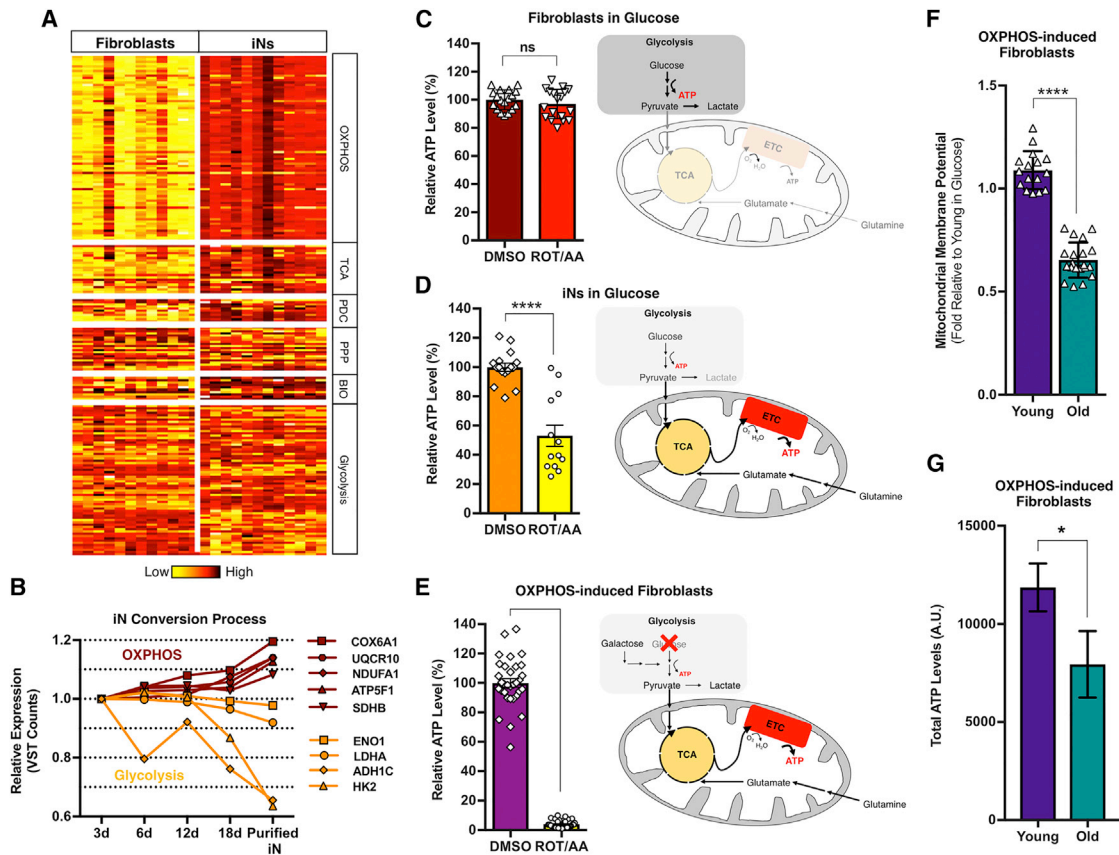 A
Fibroblasts
iNs
OXPHOS
TCA
PDC
PPP
BIO
Glycolysis
Low
High
B
iN Conversion Process
Relative Expression
(VST Counts)
1.2
1.0
0.8
0.6
OXPHOS
Glycolysis
3d
6d
12d
18d
Purified
iN
COX6A1
UQCR10
NDUFA1
ATP5F1
SDHB
ENO1
LDHA
ADH1C
HK2
C
Fibroblasts in Glucose
Relative ATP Level (%)
140
120
100
80
60
40
20
0
ns
DMSO
ROT/AA
Glycolysis
Glucose
ATP
Pyruvate
Lactate
ETC
O2
H2O
ATP
TCA
Glutamate
Glutamine
D
iNs in Glucose
Relative ATP Level (%)
140
120
100
80
60
40
20
0
****
DMSO
ROT/AA
Glycolysis
Glucose
ATP
Pyruvate
Lactate
ETC
O2
H2O
ATP
TCA
Glutamate
Glutamine
E
OXPHOS-induced Fibroblasts
Relative ATP Level (%)
140
120
100
80
60
40
20
0
DMSO
ROT/AA
Glycolysis
Galactose
Glucose
ATP
Pyruvate
Lactate
ETC
O2
H2O
ATP
TCA
Glutamate
Glutamine
F
OXPHOS-induced
Fibroblasts
Mitochondrial Membrane Potential
(Fold Relative to Young in Glucose)
1.5
1.0
0.5
0.0
****
Young
Old
G
OXPHOS-induced
Fibroblasts
Total ATP Levels (A.U.)
15000
10000
5000
0
*
Young
Old